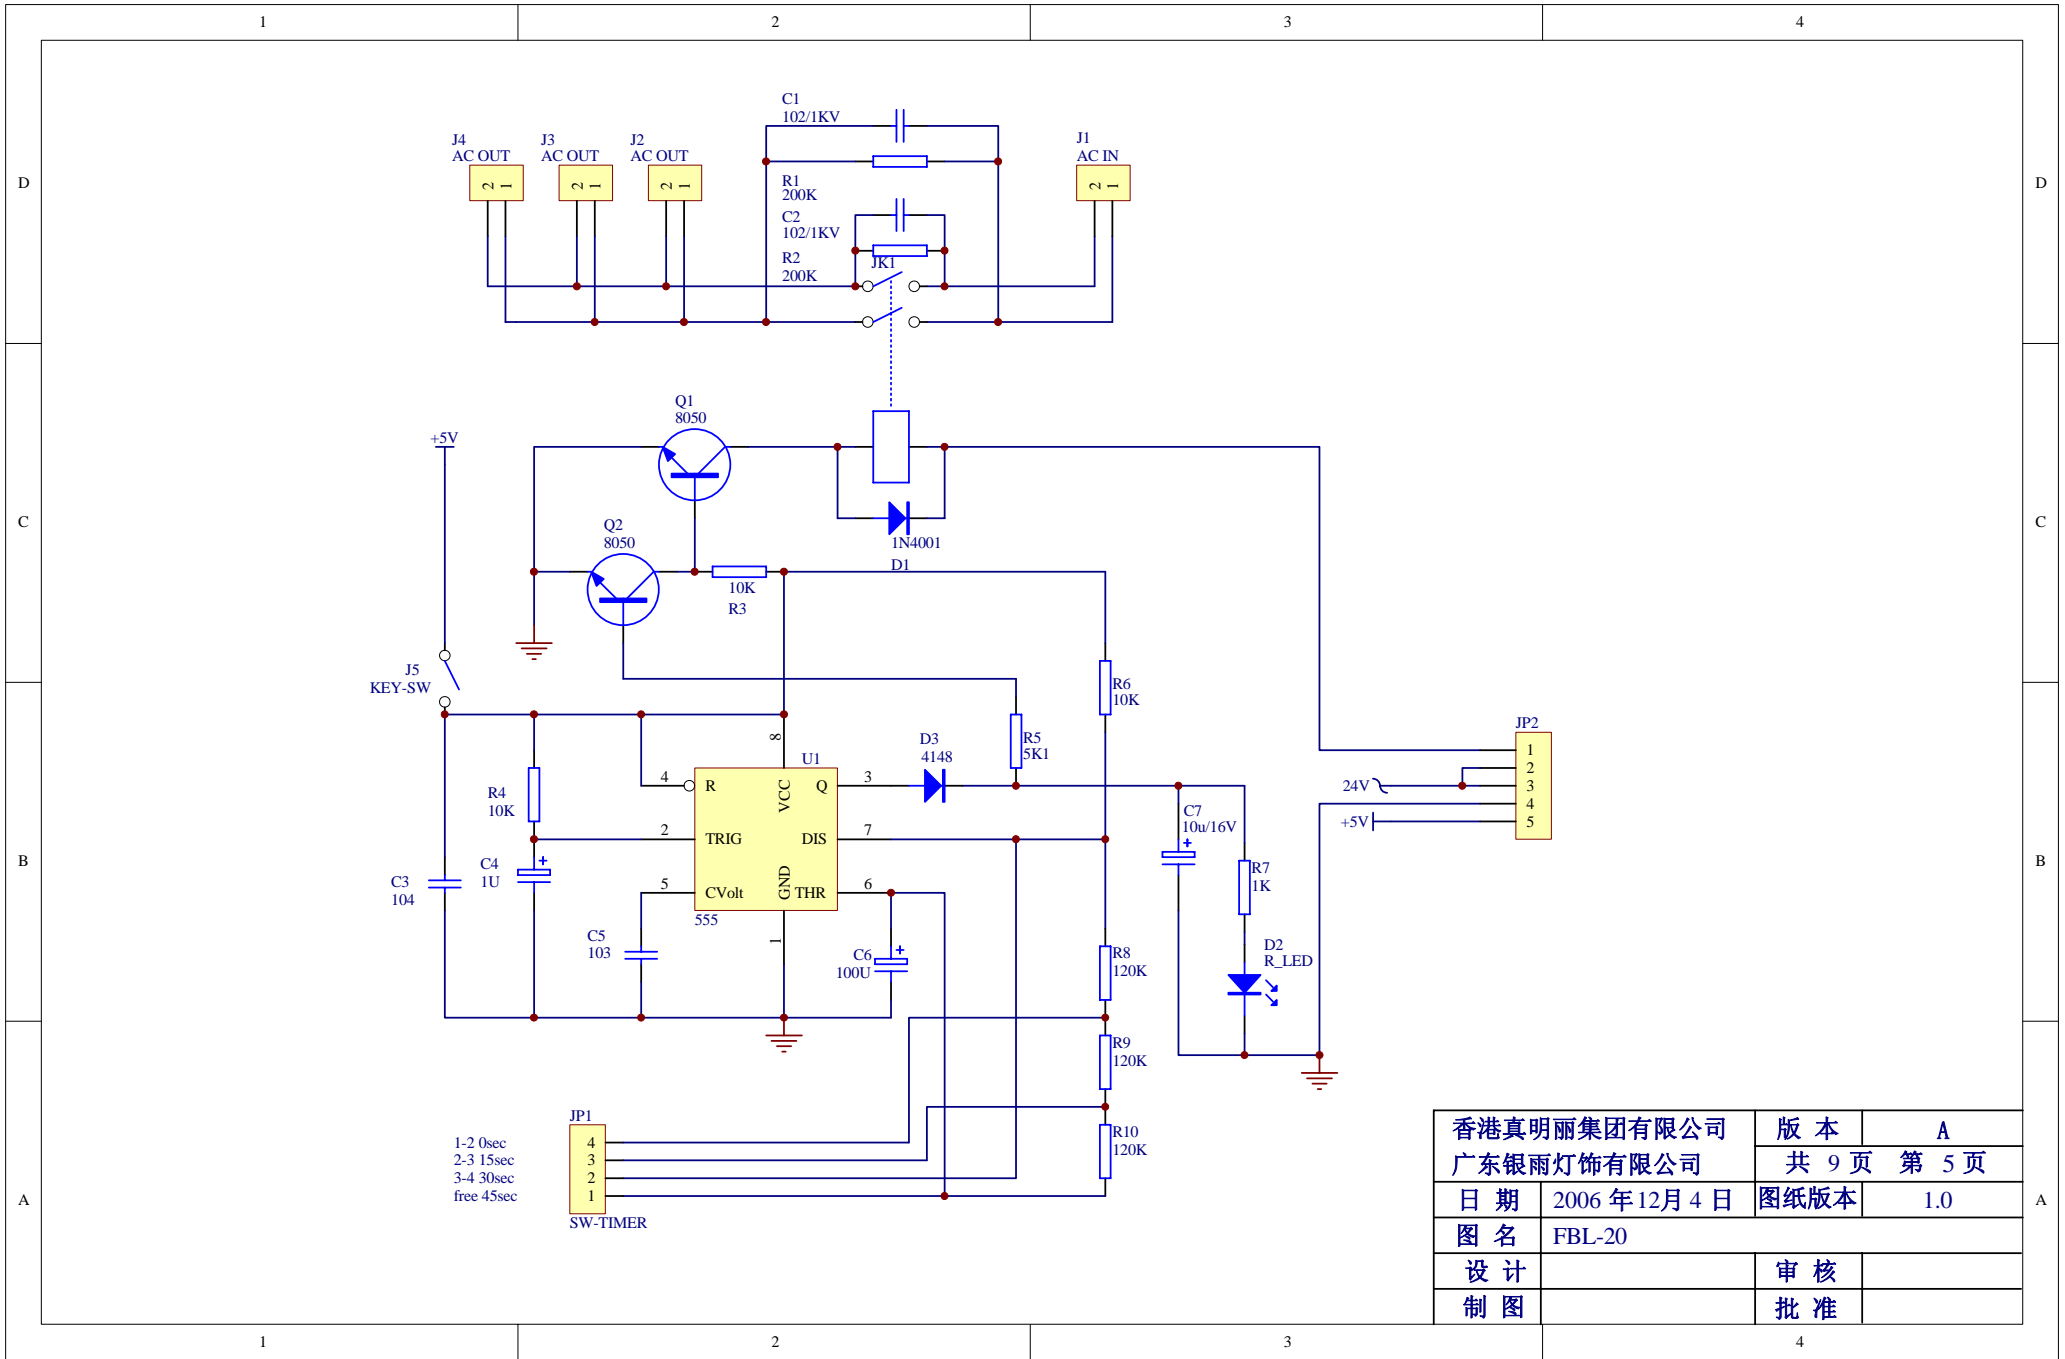 1
2
3
4
D
D
C
C
B
B
A
A
C1
102/1KV
J4
AC OUT
J3
AC OUT
J2
AC OUT
J1
AC IN
2 1
2 1
2 1
2 1
R1
200K
C2
102/1KV
R2
200K
JK1
Q1
8050
+5V
1N4001
D1
Q2
8050
10K
R3
J5
KEY-SW
R6
10K
R5
5K1
D3
4148
U1
8
4
R
VCC
Q
3
R4
10K
2
TRIG
DIS
7
5
CVolt
GND
THR
6
555
1
C3
104
C4
1U
C5
103
C6
100U
C7
10u/16V
R7
1K
D2
R_LED
R8
120K
R9
120K
R10
120K
JP2
1
2
24V
3
4
+5V
5
JP1
1-2 0sec
4
2-3 15sec
3
3-4 30sec
2
free 45sec
1
SW-TIMER
香港真明丽集团有限公司 版 本 A
广东银雨灯饰有限公司 共 9 页 第 5 页
日 期 2006 年12月 4 日 图纸版本 1.0
图 名 FBL-20
设 计 审 核
制 图 批 准
1
2
3
4